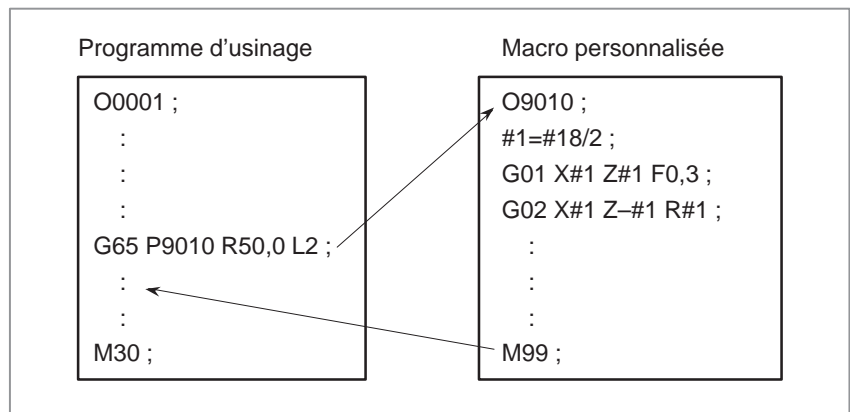 Programme d'usinage
O0001 ;
:
:
:
G65 P9010 R50,0 L2 ;
:
:
M30 ;
Macro personnalisée
O9010 ;
#1=#18/2 ;
G01 X#1 Z#1 F0,3 ;
G02 X#1 Z–#1 R#1 ;
:
:
:
M99 ;